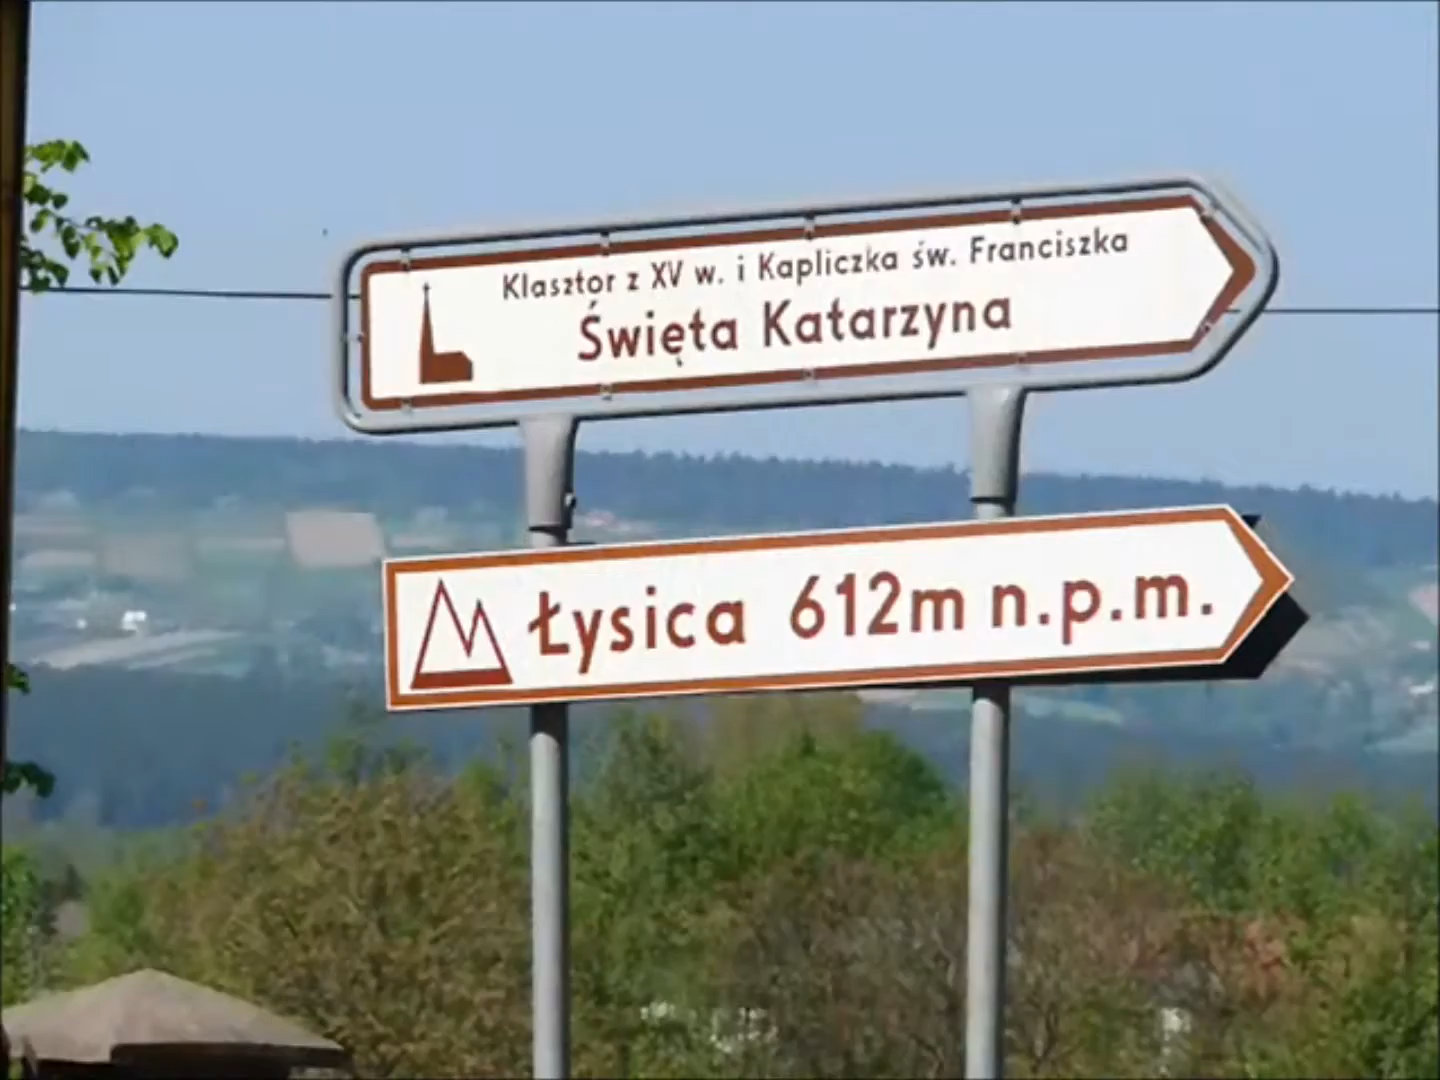 Klasztor z XV w. i Kapliczka św. Franciszka
Święta Katarzyna
Łysica 612m n.p.m.